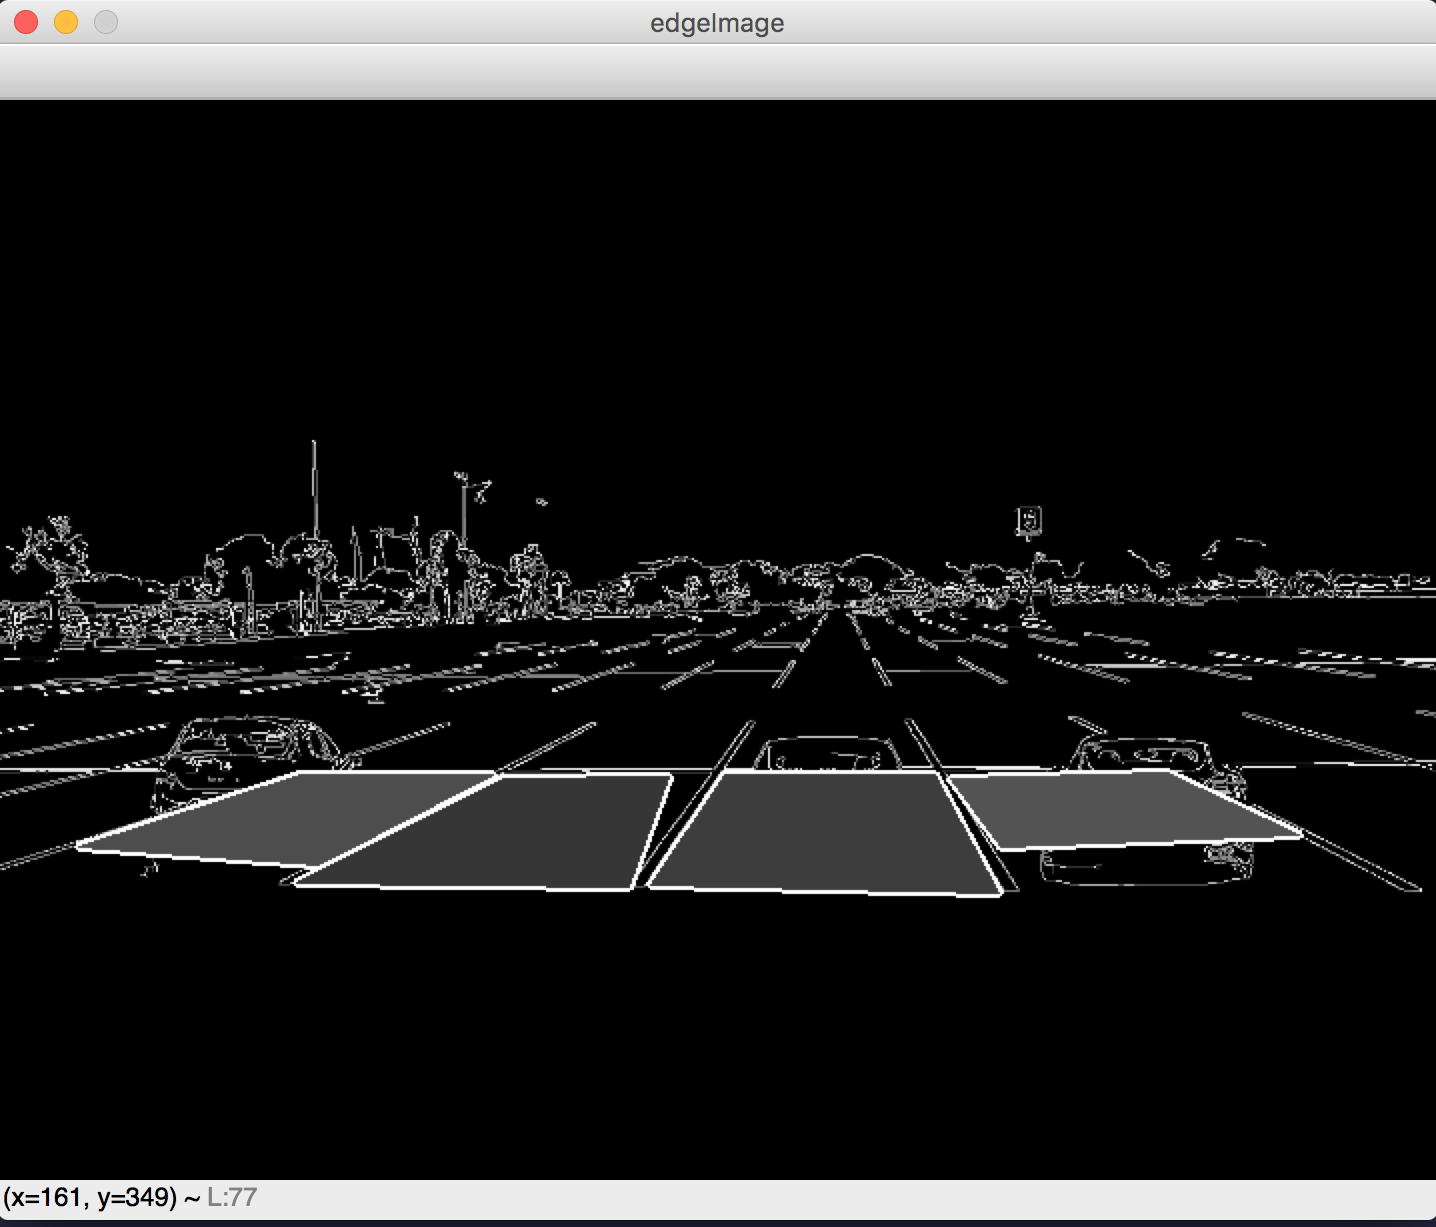 edgeImage
(x=161, y=349) ~ L:77